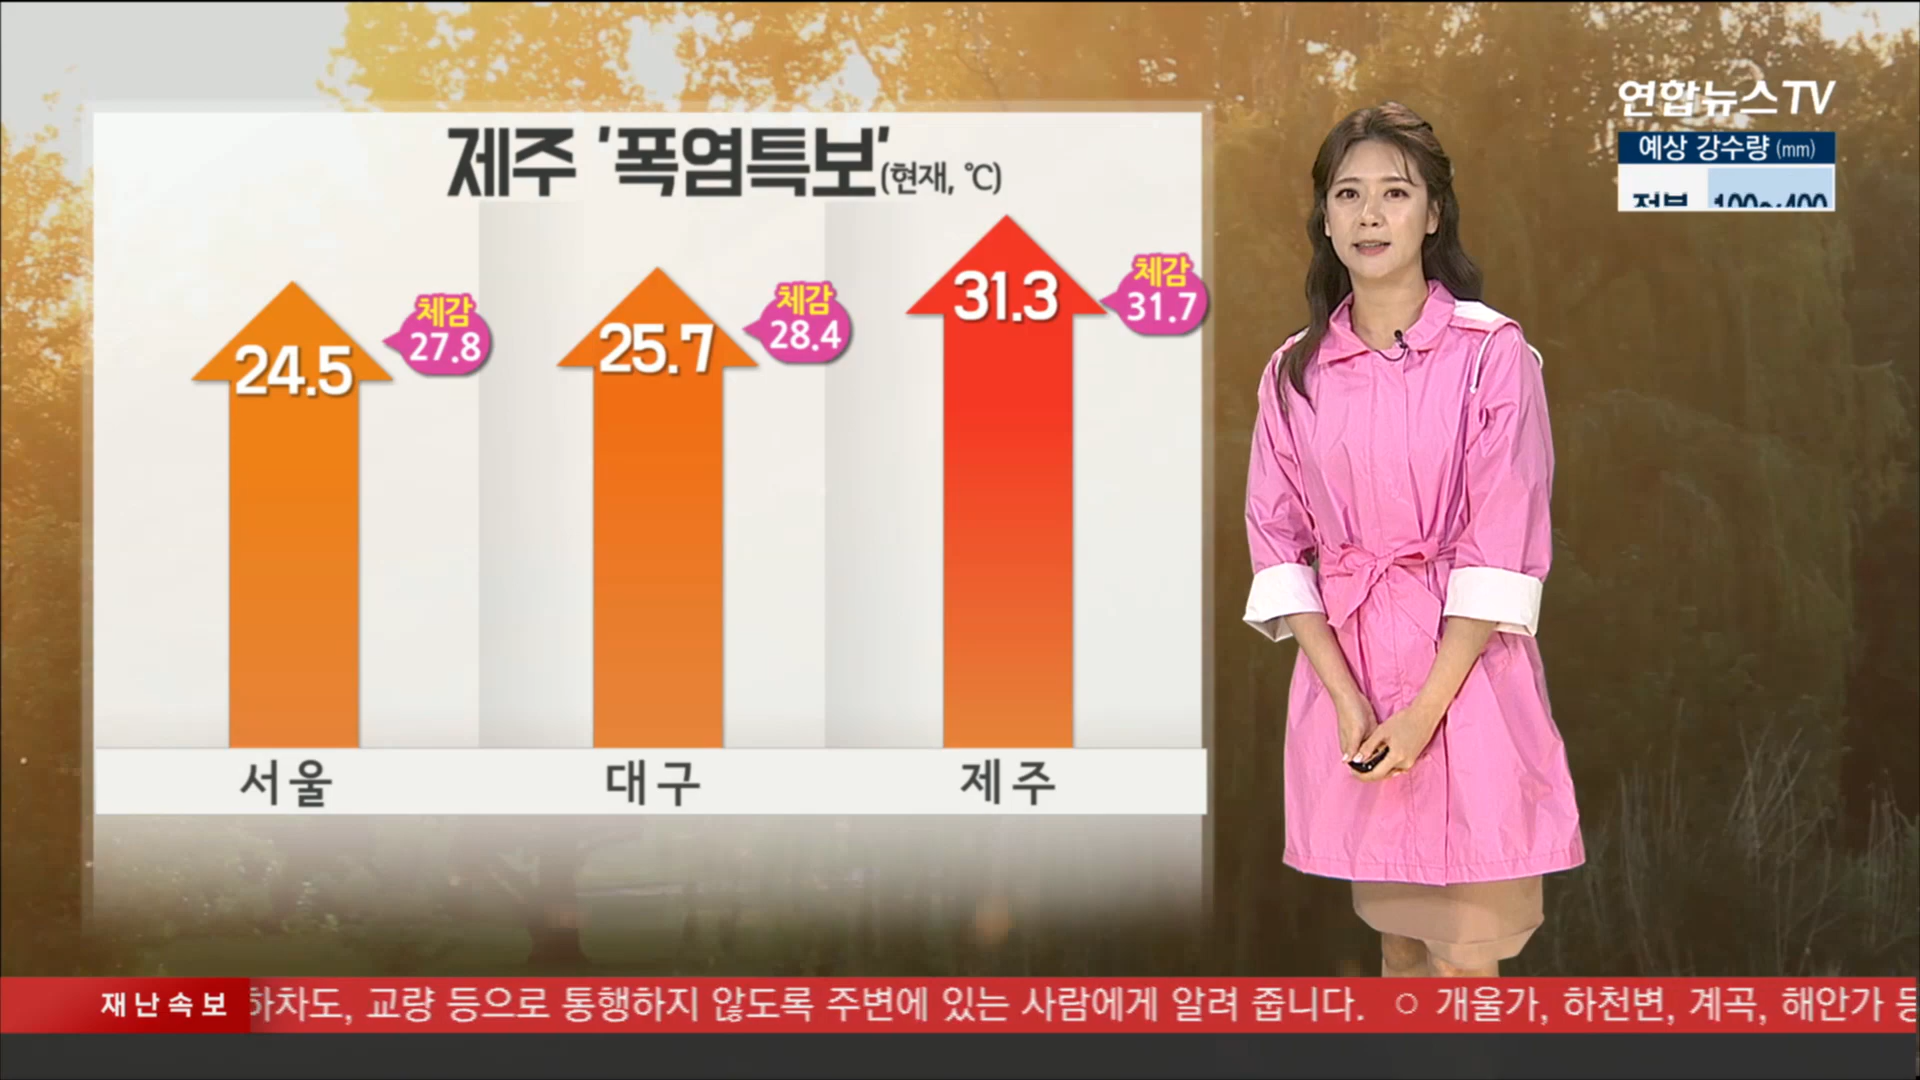 제주 '폭염특보'(현재, ℃)
연합뉴스TV
예상 강수량 (mm)
전북 100~400
체감
24.5 27.8
체감
25.7 28.4
체감
31.3 31.7
서울 대구 제주
재난속보 하차도, 교량 등으로 통행하지 않도록 주변에 있는 사람에게 알려 줍니다. ○ 개울가, 하천변, 계곡, 해안가 등